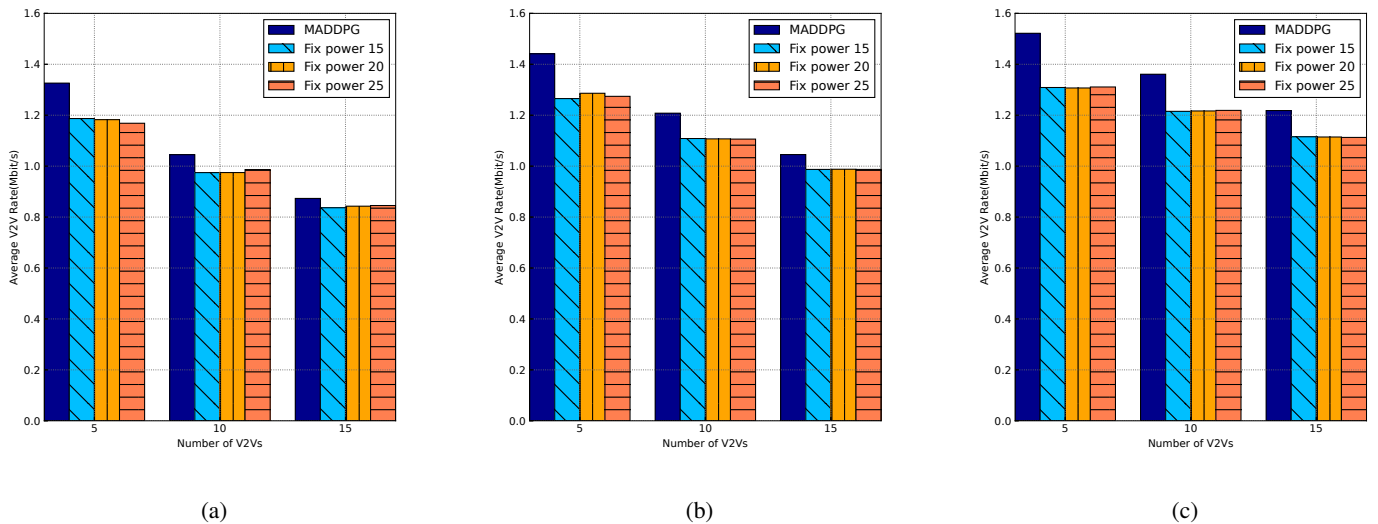 1.6
1.4
1.2
1.0
0.8
0.6
0.4
0.2
0.0
Average V2V Rate(Mbit/s)
MADDPG
Fix power 15
Fix power 20
Fix power 25
5
10
15
Number of V2Vs
(a)
1.6
1.4
1.2
1.0
0.8
0.6
0.4
0.2
0.0
Average V2V Rate(Mbit/s)
MADDPG
Fix power 15
Fix power 20
Fix power 25
5
10
15
Number of V2Vs
(b)
1.6
1.4
1.2
1.0
0.8
0.6
0.4
0.2
0.0
Average V2V Rate(Mbit/s)
MADDPG
Fix power 15
Fix power 20
Fix power 25
5
10
15
Number of V2Vs
(c)